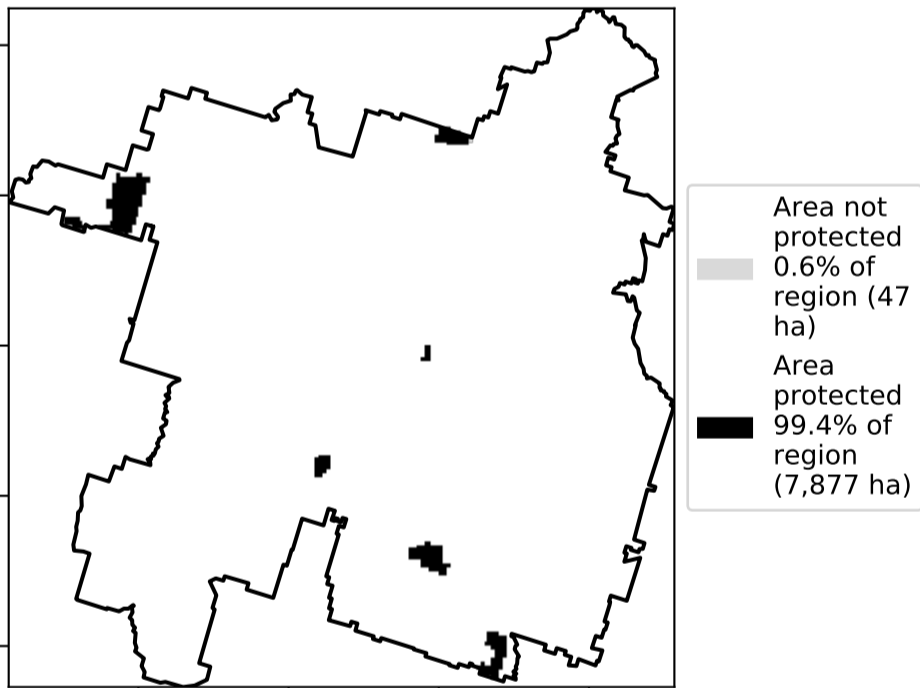 Area not
protected
0.6% of
region (47
ha)
Area
protected
99.4% of
region
(7,877 ha)